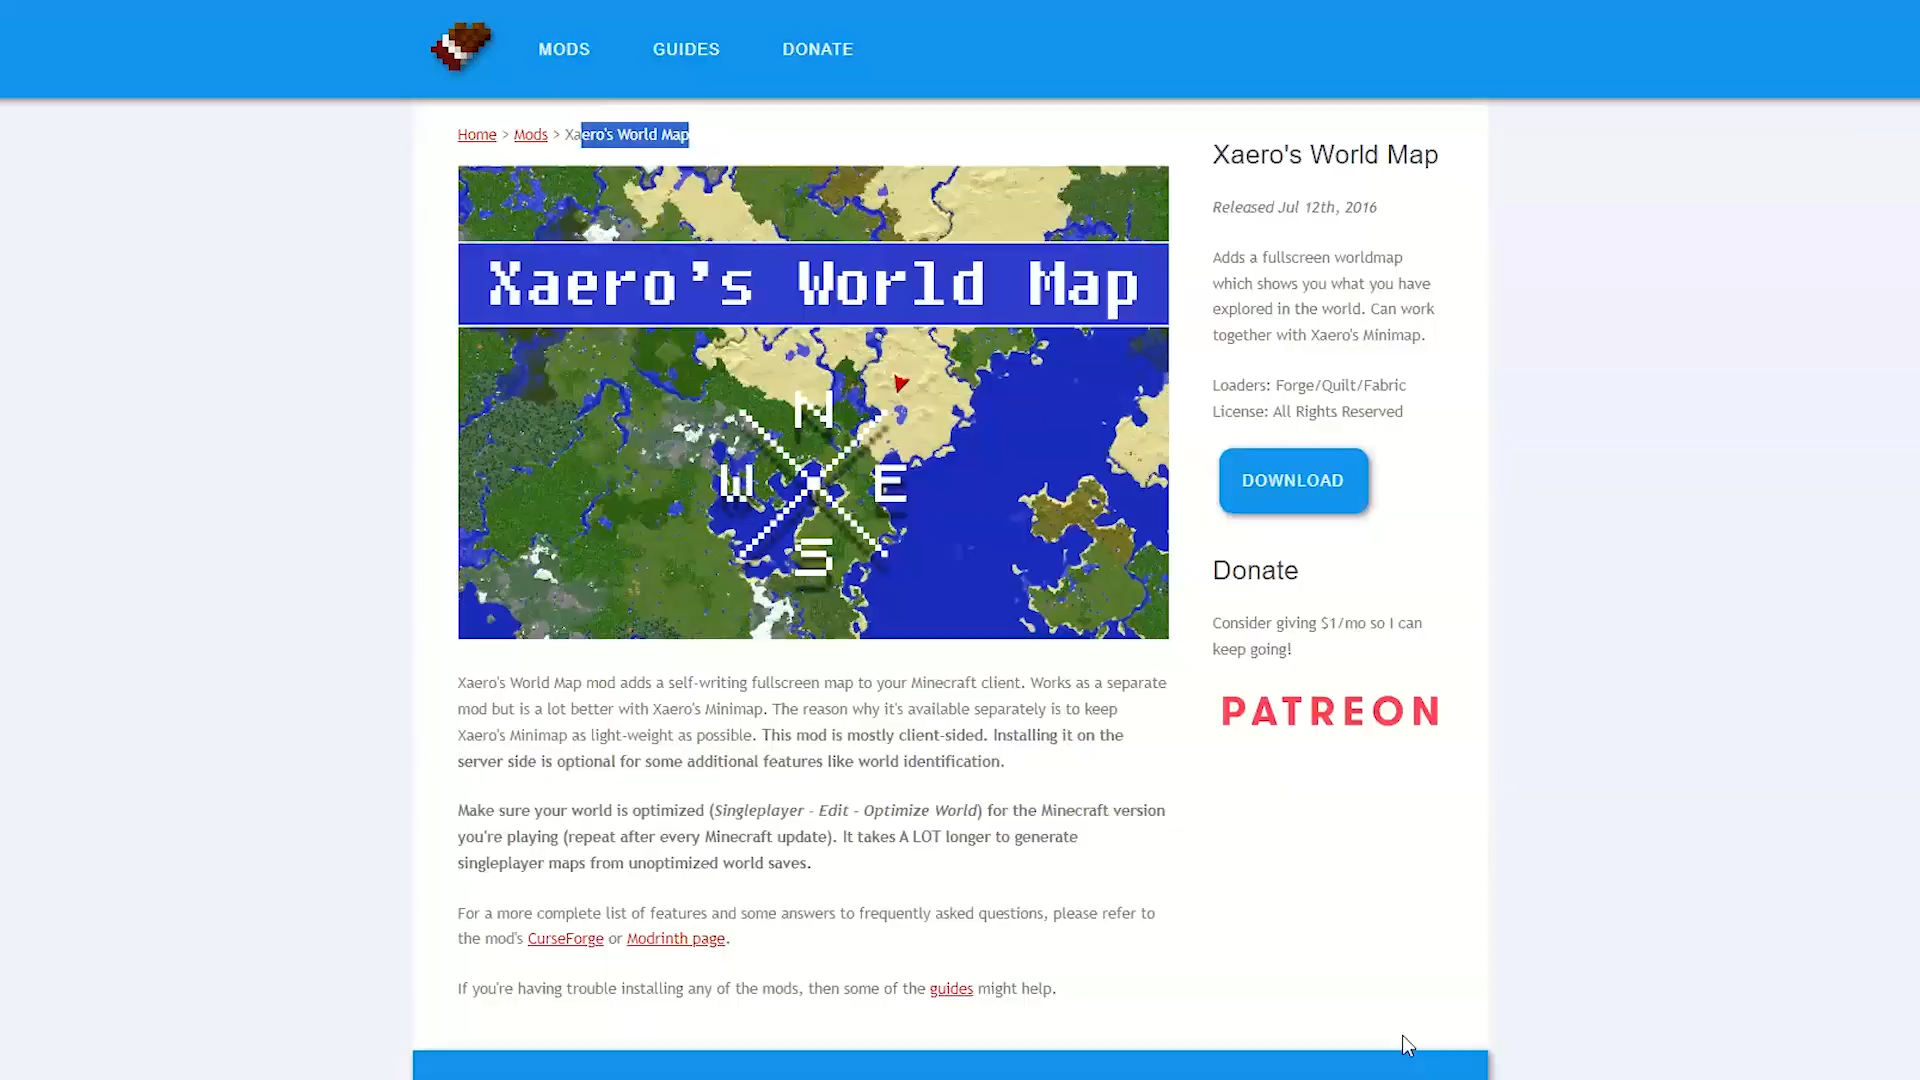 MODS GUIDES DONATE
Home > Mods > Xaero's World Map
Xaero's World Map
N
W E
S
Xaero's World Map mod adds a self-writing fullscreen map to your Minecraft client. Works as a separate
mod but is a lot better with Xaero's Minimap. The reason why it's available separately is to keep
Xaero's Minimap as light-weight as possible. This mod is mostly client-sided. Installing it on the
server side is optional for some additional features like world identification.
Make sure your world is optimized (Singleplayer - Edit - Optimize World) for the Minecraft version
you're playing (repeat after every Minecraft update). It takes A LOT longer to generate
singleplayer maps from unoptimized world saves.
For a more complete list of features and some answers to frequently asked questions, please refer to
the mod's CurseForge or Modrinth page.
If you're having trouble installing any of the mods, then some of the guides might help.
Xaero's World Map
Released Jul 12th, 2016
Adds a fullscreen worldmap
which shows you what you have
explored in the world. Can work
together with Xaero's Minimap.
Loaders: Forge/Quilt/Fabric
License: All Rights Reserved
DOWNLOAD
Donate
Consider giving $1/mo so I can
keep going!
PATREON